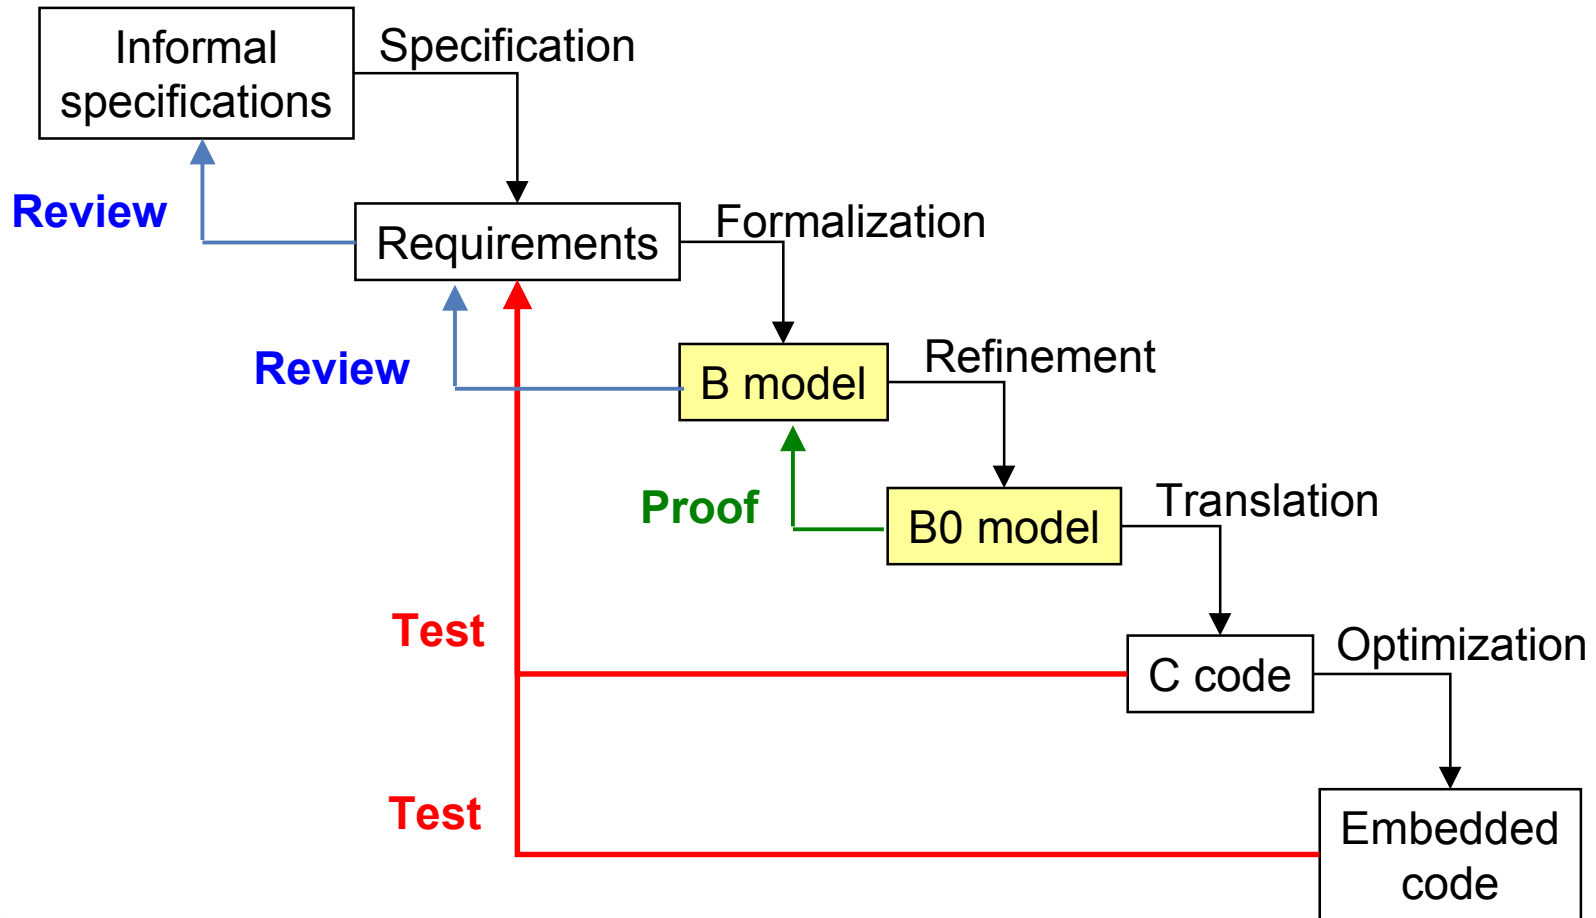 Informal
specifications
Specification
Review
Requirements
Formalization
Review
B model
Refinement
Proof
B0 model
Translation
Test
C code
Optimization
Test
Embedded
code